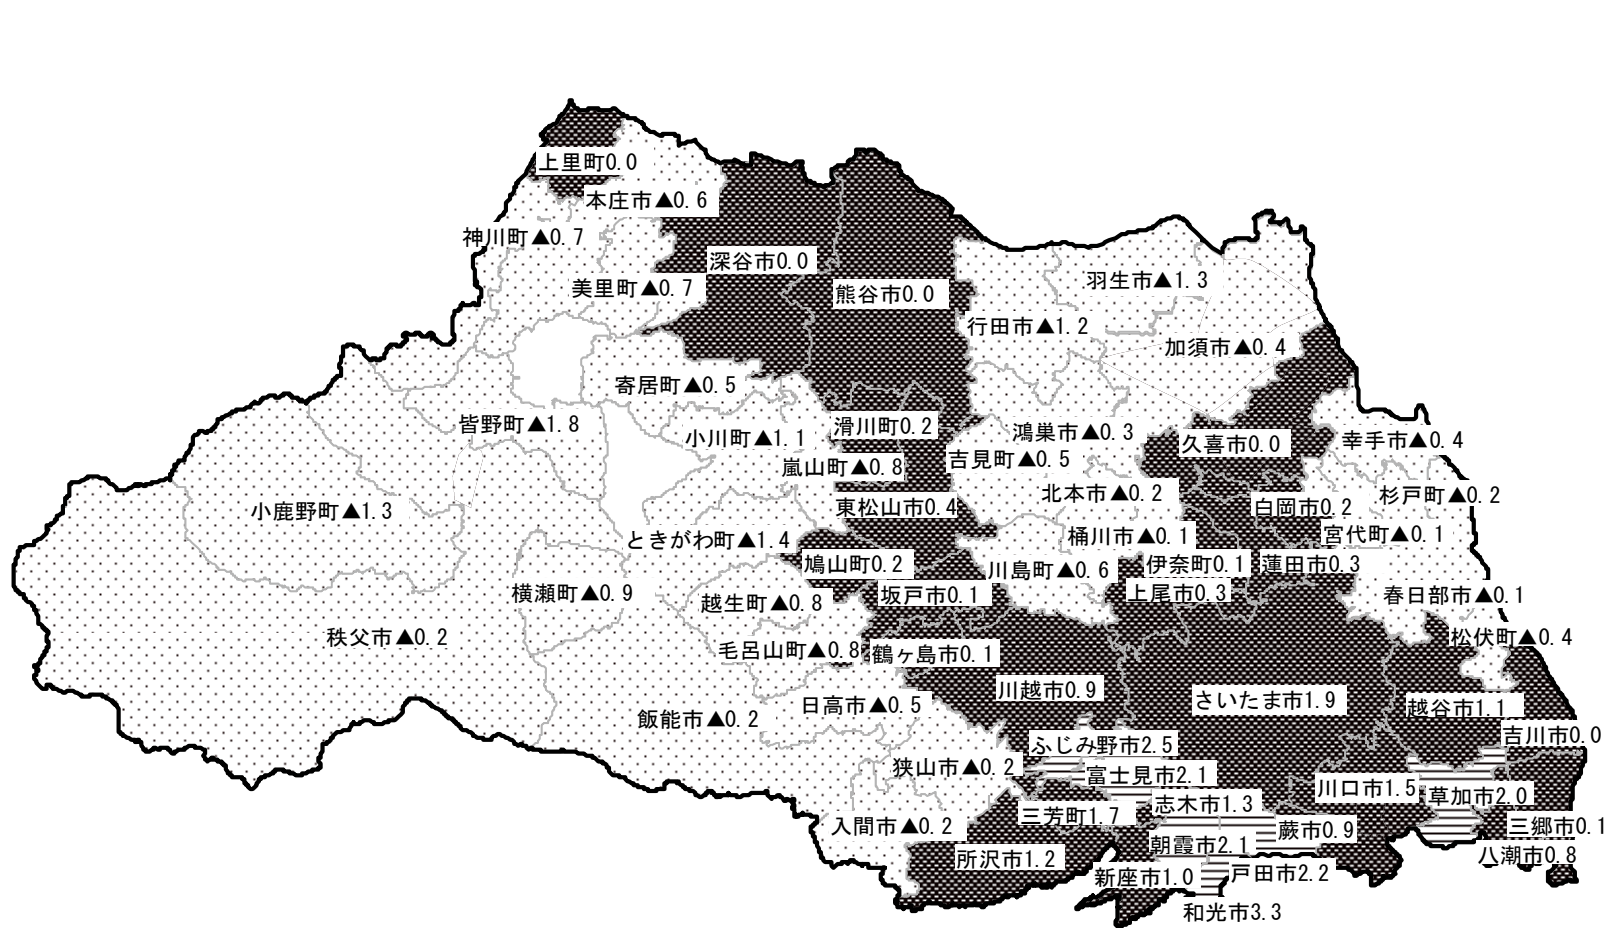 上里町0.0
本庄市▲0.6
神川町▲0.7
深谷市0.0
美里町▲0.7
熊谷市0.0
羽生市▲1.3
行田市▲1.2
加須市▲0.4
寄居町▲0.5
皆野町▲1.8
小川町▲1.1
滑川町0.2
鴻巣市▲0.3
久喜市0.0
幸手市▲0.4
嵐山町▲0.8
吉見町▲0.5
北本市▲0.2
杉戸町▲0.2
小鹿野町▲1.3
東松山市0.4
白岡市0.2
ときがわ町▲1.4
桶川市▲0.1
宮代町▲0.1
鳩山町0.2
川島町▲0.6
伊奈町0.1
蓮田市0.3
横瀬町▲0.9
越生町▲0.8
坂戸市0.1
上尾市0.3
春日部市▲0.1
秩父市▲0.2
毛呂山町▲0.8
鶴ヶ島市0.1
松伏町▲0.4
川越市0.9
さいたま市1.9
越谷市1.1
飯能市▲0.2
日高市▲0.5
吉川市0.0
ふじみ野市2.5
狭山市▲0.2
富士見市2.1
川口市1.5
草加市2.0
志木市1.3
三芳町1.7
入間市▲0.2
蕨市0.9
三郷市0.1
朝霞市2.1
所沢市1.2
八潮市0.8
新座市1.0
戸田市2.2
和光市3.3